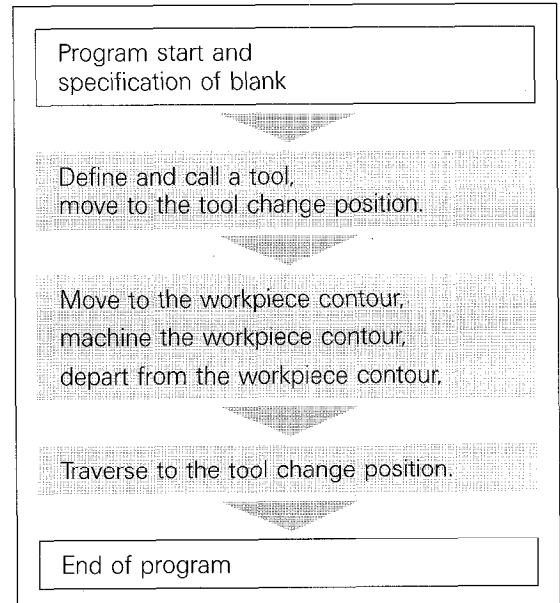 Program start and
specification of blank
Define and call a tool,
move to the tool change position.
Move to the workpiece contour,
machine the workpiece contour,
depart from the workpiece contour,
Traverse to the tool change position.
End of program